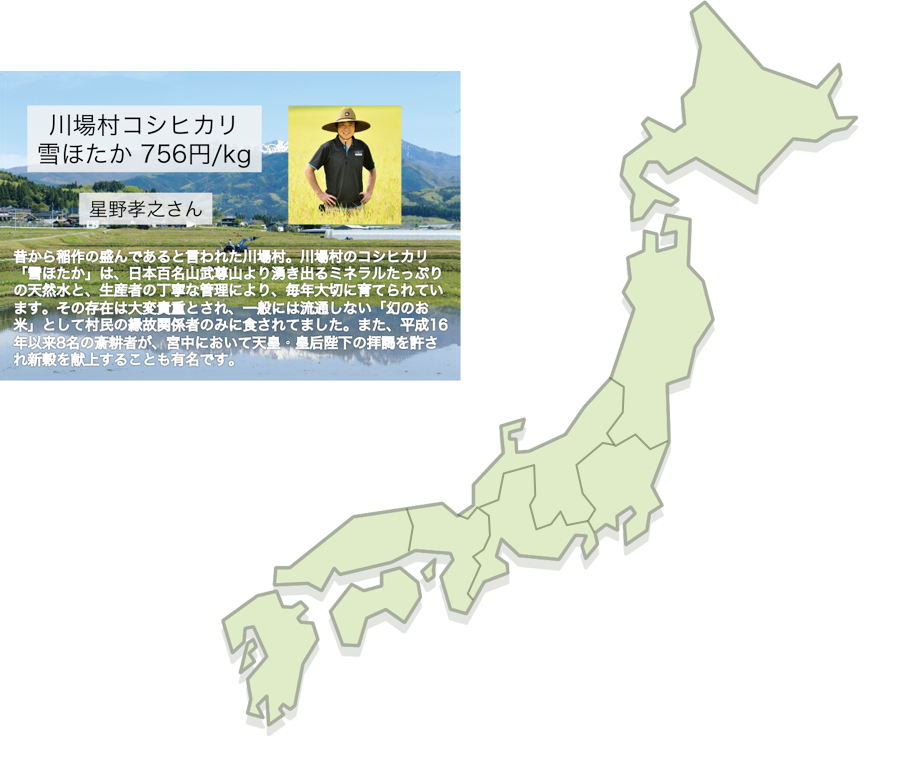 川場村コシヒカリ
雪ほたか 756円/kg
星野孝之さん
昔から稲作の盛んであると言われた川場村。川場村のコシヒカリ
「雪ほたか」は、日本百名山武尊山より湧き出るミネラルたっぷり
の天然水と、生産者の丁寧な管理により、毎年大切に育てられてい
ます。その存在は大変貴重とされ、一般には流通しない「幻のお
米」として村民の縁故関係者のみに食されてました。また、平成16
年以来8名の斎耕者が、宮中において天皇・皇后陛下の拝謁を許さ
れ新穀を献上することも有名です。